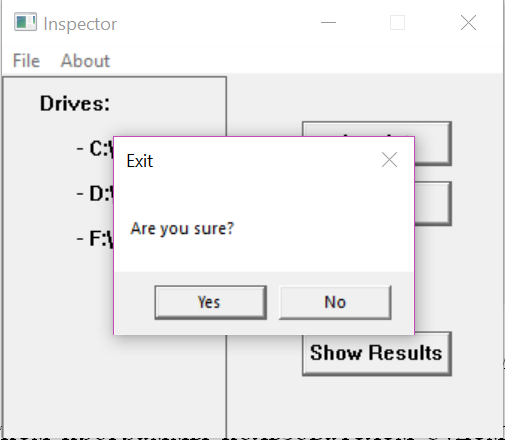 Inspector
File About
Drives:
- C:\
- D:\
- F:\
Exit
Are you sure?
Yes No
Show Results